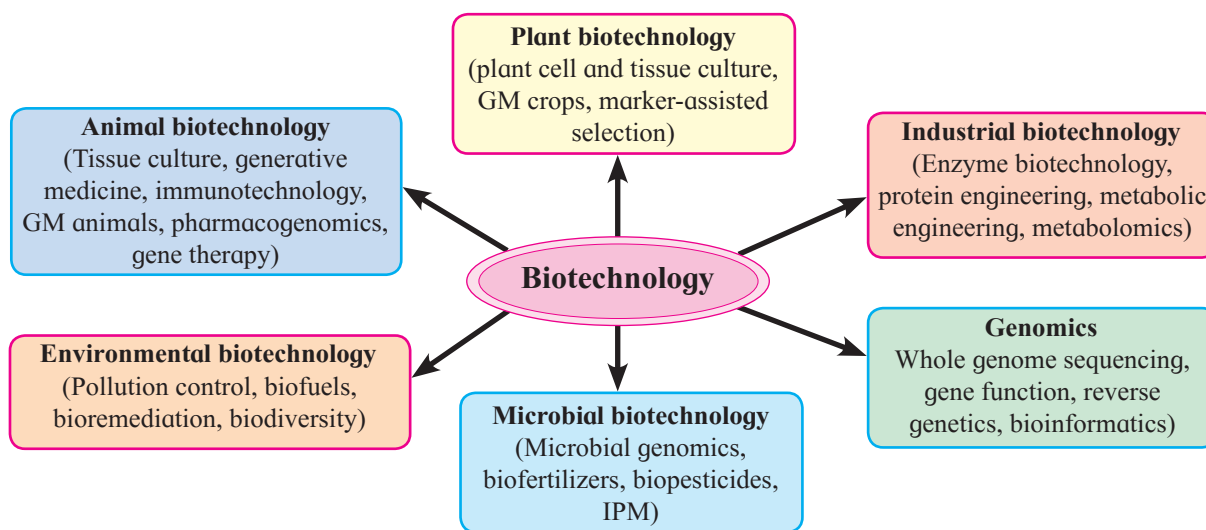 Plant biotechnology
(plant cell and tissue culture,
GM crops, marker-assisted
selection)
Animal biotechnology
(Tissue culture, generative
medicine, immunotechnology,
GM animals, pharmacogenomics,
gene therapy)
Industrial biotechnology
(Enzyme biotechnology,
protein engineering, metabolic
engineering, metabolomics)
Biotechnology
Environmental biotechnology
(Pollution control, biofuels,
bioremediation, biodiversity)
Microbial biotechnology
(Microbial genomics,
biofertilizers, biopesticides,
IPM)
Genomics
Whole genome sequencing,
gene function, reverse
genetics, bioinformatics)